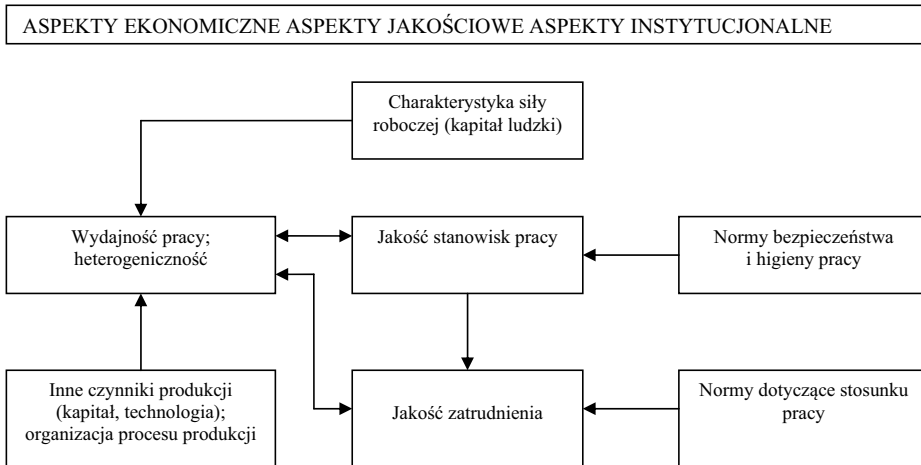 ASPEKTY EKONOMICZNE ASPEKTY JAKOŚCIOWE ASPEKTY INSTYTUCJONALNE
Charakterystyka siły
roboczej (kapitał ludzki)
Wydajność pracy;
heterogeniczność
Jakość stanowisk pracy
Normy bezpieczeństwa
i higieny pracy
Inne czynniki produkcji
(kapitał, technologia);
organizacja procesu produkcji
Jakość zatrudnienia
Normy dotyczące stosunku
pracy